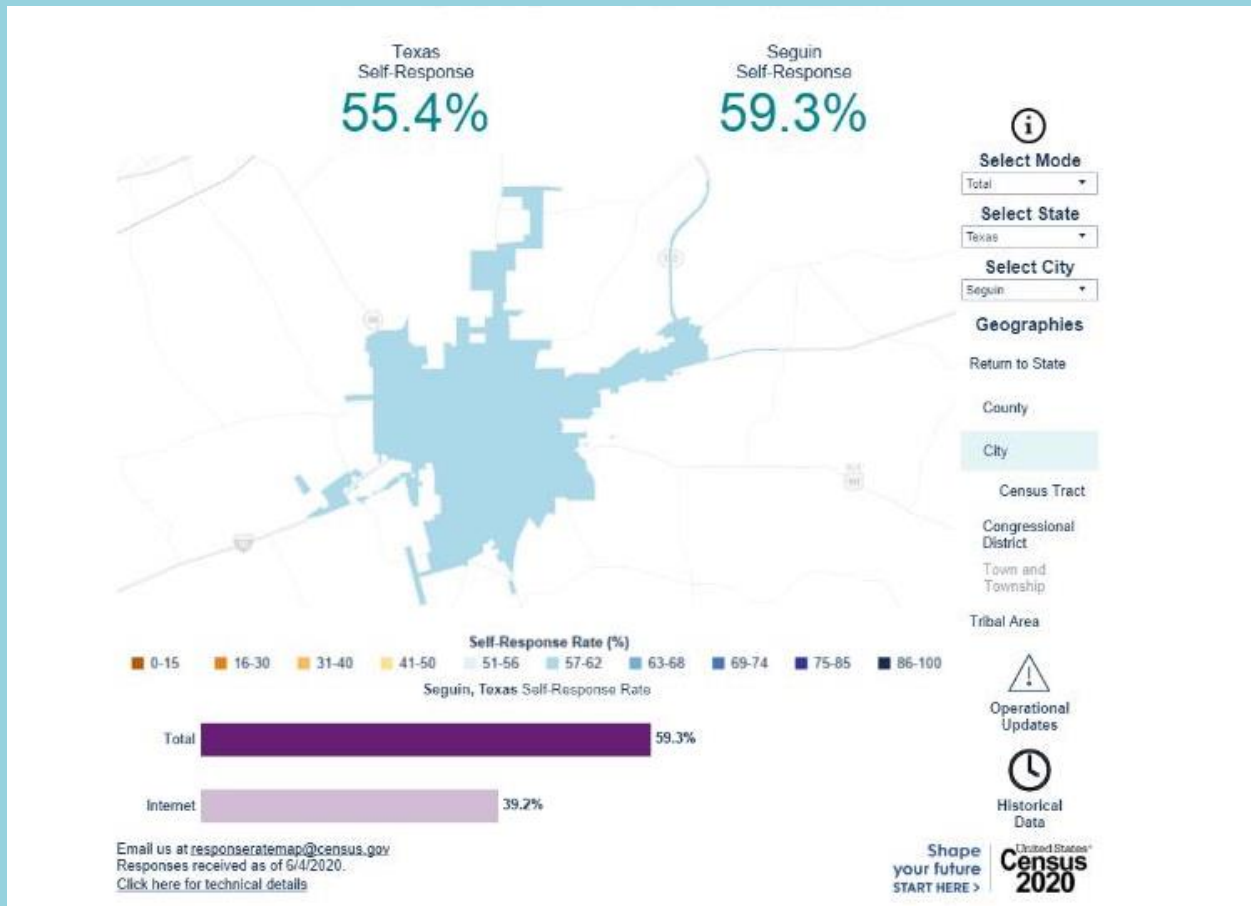 Texas
Self-Response
55.4%
Seguin
Self-Response
59.3%
Select Mode
Total
Select State
Texas
Select City
Seguin
Geographies
Return to State
County
City
Census Tract
Congressional
District
Town and
Township
Tribal Area
Operational
Updates
Historical
Data
Self-Response Rate (%)
0-15 16-30 31-40 41-50 51-56 57-62 63-68 69-74 75-85 86-100
Seguin, Texas Self-Response Rate
Total 59.3%
Internet 39.2%
Email us at responseratemap@census.gov
Responses received as of 6/4/2020.
Click here for technical details
Shape
your future
START HERE >
United States®
Census
2020